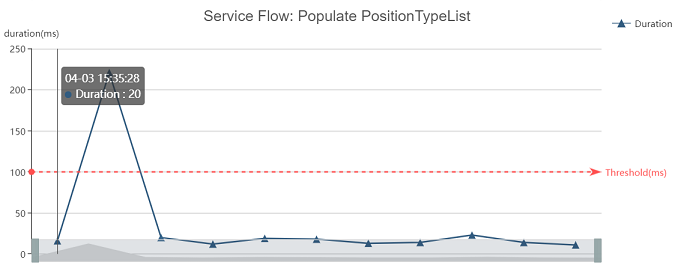 Service Flow: Populate PositionTypeList
Duration
duration(ms)
250
04-03 15:35:28
Duration : 20
200
150
100
Threshold(ms)
50
0